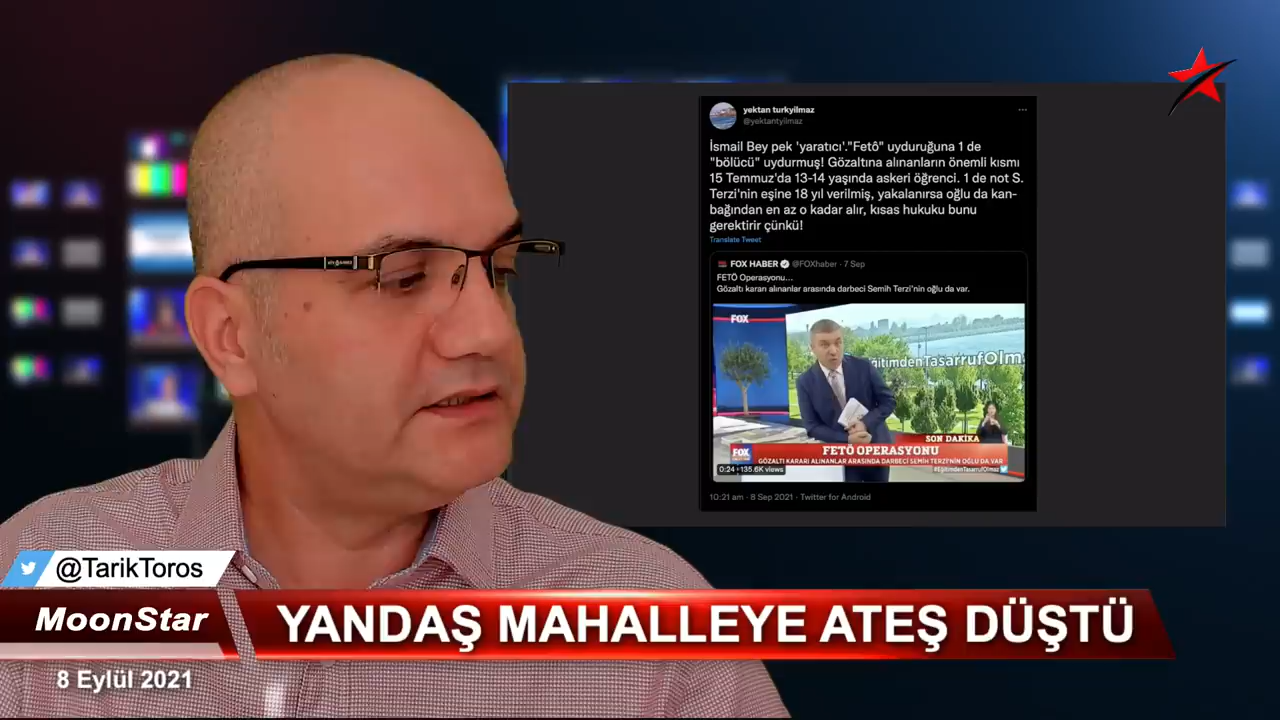 yektan turkyilmaz
@yektantyilmaz
İsmail Bey pek 'yaratıcı'."Fetô" uyduruğuna 1 de
"bölücü" uydurmuş! Gözaltına alınanların önemli kısmı
15 Temmuz'da 13-14 yaşında askeri öğrenci. 1 de not S.
Terzi'nin eşine 18 yıl verilmiş, yakalanırsa oğlu da kan-
bağından en az o kadar alır, kısas hukuku bunu
gerektirir çünkü!
Translate Tweet
FOX HABER @FOXhaber · 7 Sep
FETÖ Operasyonu...
Gözaltı kararı alınanlar arasında darbeci Semih Terzi'nin oğlu da var.
FOX
eğitimdenTasarrufOlma
SON DAKİKA
FOX
FETÖ OPERASYONU
GÖZALTI KARARI ALINANLAR ARASINDA DARBECİ SEMİH TERZİ'NİN OĞLU DA VAR
0:24 · 135.6K views
#EğitimdenTasarrufOlmaz
10:21 am · 8 Sep 2021 · Twitter for Android
@TarikToros
MoonStar
YANDAŞ MAHALLEYE ATEŞ DÜŞTÜ
8 Eylül 2021